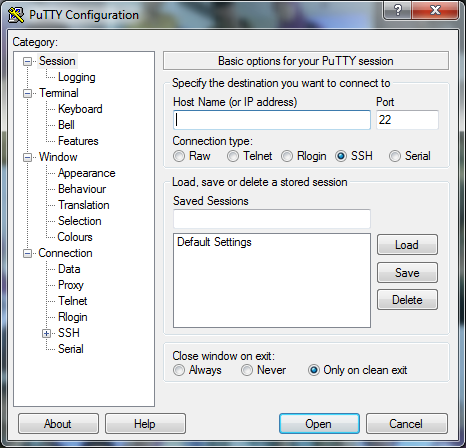 PuTTY Configuration
Category:
Session
Logging
Terminal
Keyboard
Bell
Features
Window
Appearance
Behaviour
Translation
Selection
Colours
Connection
Data
Proxy
Telnet
Rlogin
SSH
Serial
Basic options for your PuTTY session
Specify the destination you want to connect to
Host Name (or IP address) Port
22
Connection type:
Raw Telnet Rlogin SSH Serial
Load, save or delete a stored session
Saved Sessions
Default Settings
Load
Save
Delete
Close window on exit:
Always Never Only on clean exit
About Help Open Cancel